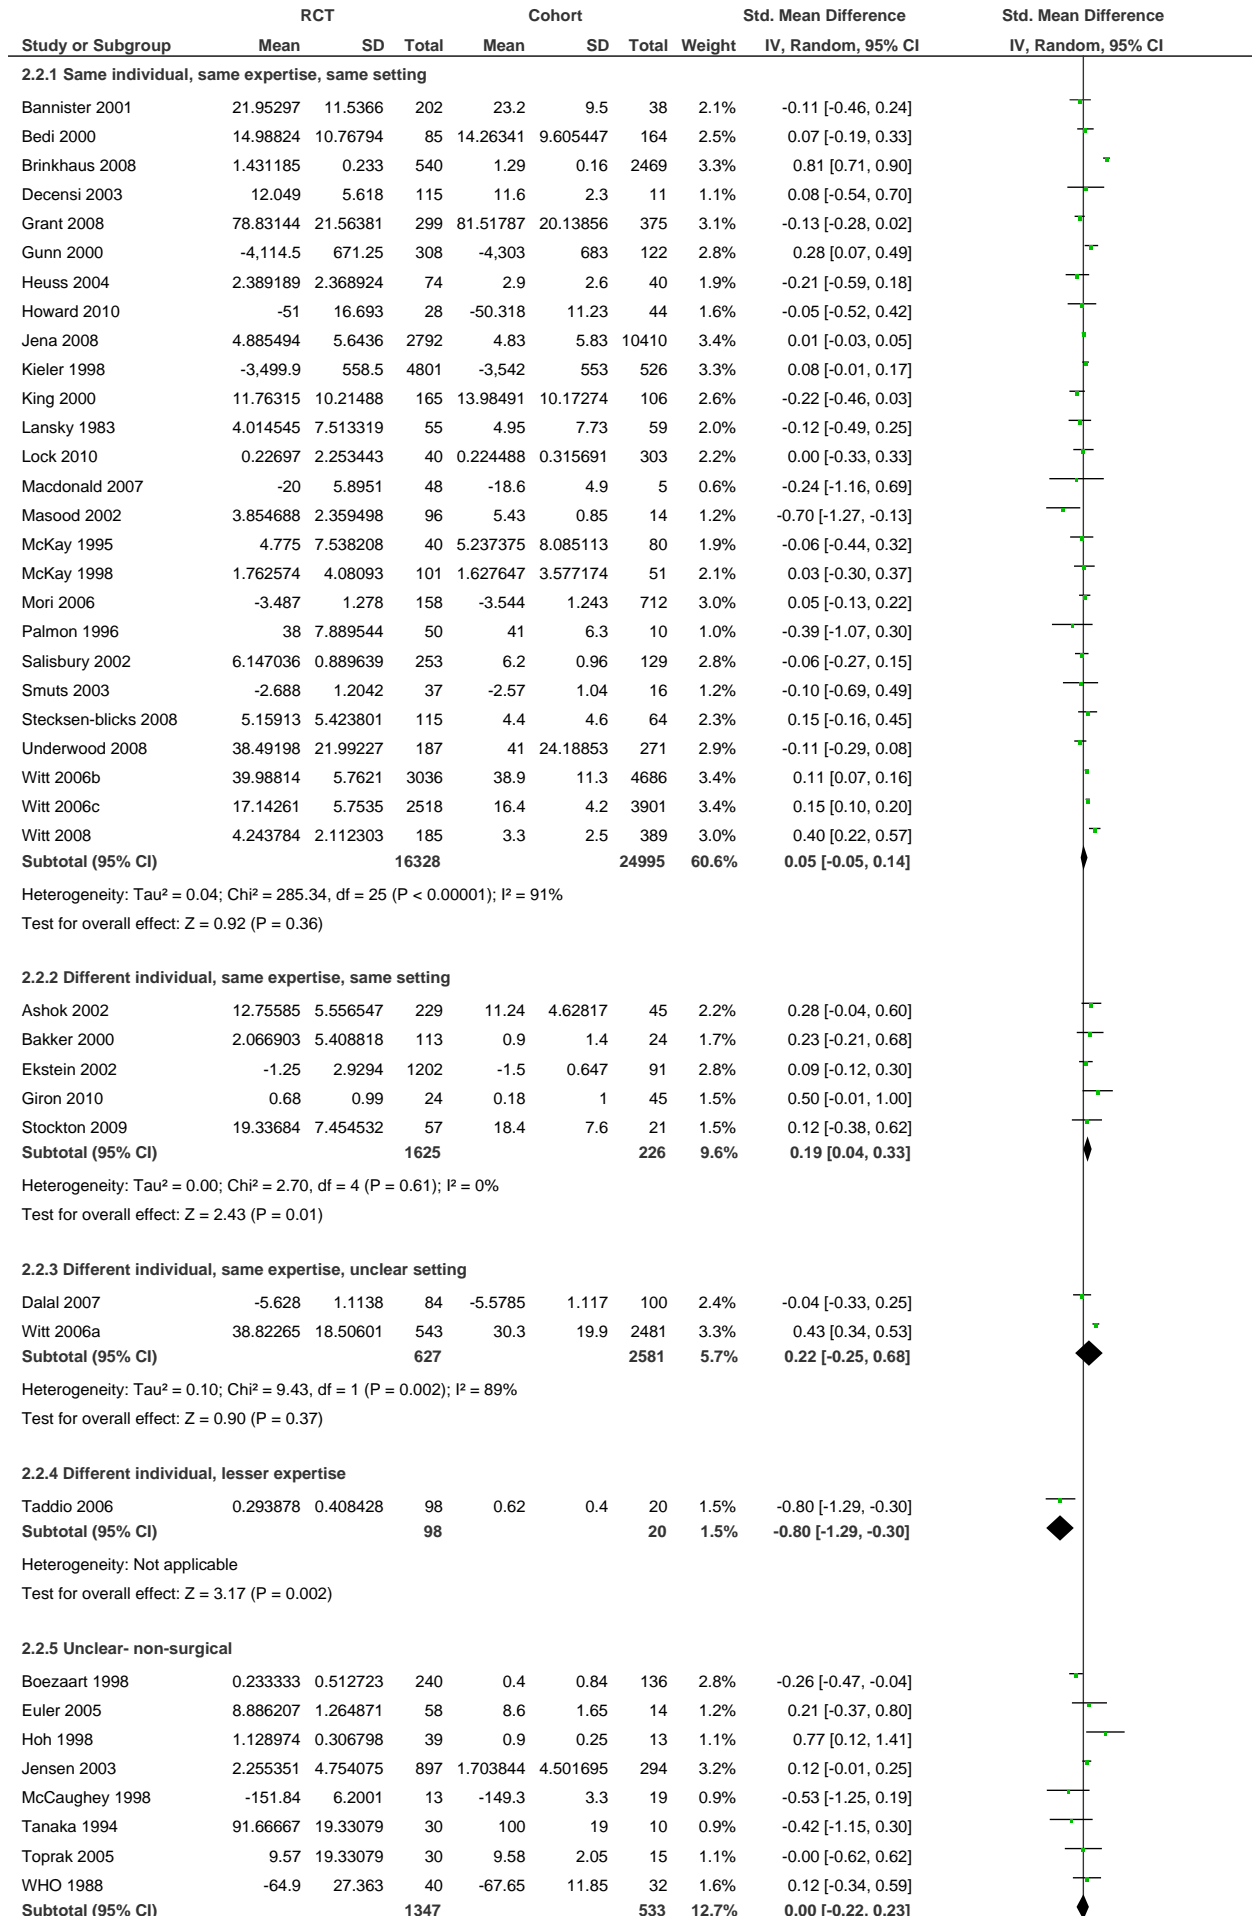 RCT Cohort Std. Mean Difference Std. Mean Difference
Study or Subgroup Mean SD Total Mean SD Total Weight IV, Random, 95% CI IV, Random, 95% CI
2.2.1 Same individual, same expertise, same setting
Bannister 2001 21.95297 11.5366 202 23.2 9.5 38 2.1% -0.11 [-0.46, 0.24]
Bedi 2000 14.98824 10.76794 85 14.26341 9.605447 164 2.5% 0.07 [-0.19, 0.33]
Brinkhaus 2008 1.431185 0.233 540 1.29 0.16 2469 3.3% 0.81 [0.71, 0.90]
Decensi 2003 12.049 5.618 115 11.6 2.3 11 1.1% 0.08 [-0.54, 0.70]
Grant 2008 78.83144 21.56381 299 81.51787 20.13856 375 3.1% -0.13 [-0.28, 0.02]
Gunn 2000 -4,114.5 671.25 308 -4,303 683 122 2.8% 0.28 [0.07, 0.49]
Heuss 2004 2.389189 2.368924 74 2.9 2.6 40 1.9% -0.21 [-0.59, 0.18]
Howard 2010 -51 16.693 28 -50.318 11.23 44 1.6% -0.05 [-0.52, 0.42]
Jena 2008 4.885494 5.6436 2792 4.83 5.83 10410 3.4% 0.01 [-0.03, 0.05]
Kieler 1998 -3,499.9 558.5 4801 -3,542 553 526 3.3% 0.08 [-0.01, 0.17]
King 2000 11.76315 10.21488 165 13.98491 10.17274 106 2.6% -0.22 [-0.46, 0.03]
Lansky 1983 4.014545 7.513319 55 4.95 7.73 59 2.0% -0.12 [-0.49, 0.25]
Lock 2010 0.22697 2.253443 40 0.224488 0.315691 303 2.2% 0.00 [-0.33, 0.33]
Macdonald 2007 -20 5.8951 48 -18.6 4.9 5 0.6% -0.24 [-1.16, 0.69]
Masood 2002 3.854688 2.359498 96 5.43 0.85 14 1.2% -0.70 [-1.27, -0.13]
McKay 1995 4.775 7.538208 40 5.237375 8.085113 80 1.9% -0.06 [-0.44, 0.32]
McKay 1998 1.762574 4.08093 101 1.627647 3.577174 51 2.1% 0.03 [-0.30, 0.37]
Mori 2006 -3.487 1.278 158 -3.544 1.243 712 3.0% 0.05 [-0.13, 0.22]
Palmon 1996 38 7.889544 50 41 6.3 10 1.0% -0.39 [-1.07, 0.30]
Salisbury 2002 6.147036 0.889639 253 6.2 0.96 129 2.8% -0.06 [-0.27, 0.15]
Smuts 2003 -2.688 1.2042 37 -2.57 1.04 16 1.2% -0.10 [-0.69, 0.49]
Stecksen-blicks 2008 5.15913 5.423801 115 4.4 4.6 64 2.3% 0.15 [-0.16, 0.45]
Underwood 2008 38.49198 21.99227 187 41 24.18853 271 2.9% -0.11 [-0.29, 0.08]
Witt 2006b 39.98814 5.7621 3036 38.9 11.3 4686 3.4% 0.11 [0.07, 0.16]
Witt 2006c 17.14261 5.7535 2518 16.4 4.2 3901 3.4% 0.15 [0.10, 0.20]
Witt 2008 4.243784 2.112303 185 3.3 2.5 389 3.0% 0.40 [0.22, 0.57]
Subtotal (95% CI) 16328 24995 60.6% 0.05 [-0.05, 0.14]
Heterogeneity: Tau² = 0.04; Chi² = 285.34, df = 25 (P < 0.00001); I² = 91%
Test for overall effect: Z = 0.92 (P = 0.36)
2.2.2 Different individual, same expertise, same setting
Ashok 2002 12.75585 5.556547 229 11.24 4.62817 45 2.2% 0.28 [-0.04, 0.60]
Bakker 2000 2.066903 5.408818 113 0.9 1.4 24 1.7% 0.23 [-0.21, 0.68]
Ekstein 2002 -1.25 2.9294 1202 -1.5 0.647 91 2.8% 0.09 [-0.12, 0.30]
Giron 2010 0.68 0.99 24 0.18 1 45 1.5% 0.50 [-0.01, 1.00]
Stockton 2009 19.33684 7.454532 57 18.4 7.6 21 1.5% 0.12 [-0.38, 0.62]
Subtotal (95% CI) 1625 226 9.6% 0.19 [0.04, 0.33]
Heterogeneity: Tau² = 0.00; Chi² = 2.70, df = 4 (P = 0.61); I² = 0%
Test for overall effect: Z = 2.43 (P = 0.01)
2.2.3 Different individual, same expertise, unclear setting
Dalal 2007 -5.628 1.1138 84 -5.5785 1.117 100 2.4% -0.04 [-0.33, 0.25]
Witt 2006a 38.82265 18.50601 543 30.3 19.9 2481 3.3% 0.43 [0.34, 0.53]
Subtotal (95% CI) 627 2581 5.7% 0.22 [-0.25, 0.68]
Heterogeneity: Tau² = 0.10; Chi² = 9.43, df = 1 (P = 0.002); I² = 89%
Test for overall effect: Z = 0.90 (P = 0.37)
2.2.4 Different individual, lesser expertise
Taddio 2006 0.293878 0.408428 98 0.62 0.4 20 1.5% -0.80 [-1.29, -0.30]
Subtotal (95% CI) 98 20 1.5% -0.80 [-1.29, -0.30]
Heterogeneity: Not applicable
Test for overall effect: Z = 3.17 (P = 0.002)
2.2.5 Unclear- non-surgical
Boezaart 1998 0.233333 0.512723 240 0.4 0.84 136 2.8% -0.26 [-0.47, -0.04]
Euler 2005 8.886207 1.264871 58 8.6 1.65 14 1.2% 0.21 [-0.37, 0.80]
Hoh 1998 1.128974 0.306798 39 0.9 0.25 13 1.1% 0.77 [0.12, 1.41]
Jensen 2003 2.255351 4.754075 897 1.703844 4.501695 294 3.2% 0.12 [-0.01, 0.25]
McCaughey 1998 -151.84 6.2001 13 -149.3 3.3 19 0.9% -0.53 [-1.25, 0.19]
Tanaka 1994 91.66667 19.33079 30 100 19 10 0.9% -0.42 [-1.15, 0.30]
Toprak 2005 9.57 19.33079 30 9.58 2.05 15 1.1% -0.00 [-0.62, 0.62]
WHO 1988 -64.9 27.363 40 -67.65 11.85 32 1.6% 0.12 [-0.34, 0.59]
Subtotal (95% CI) 1347 533 12.7% 0.00 [-0.22, 0.23]